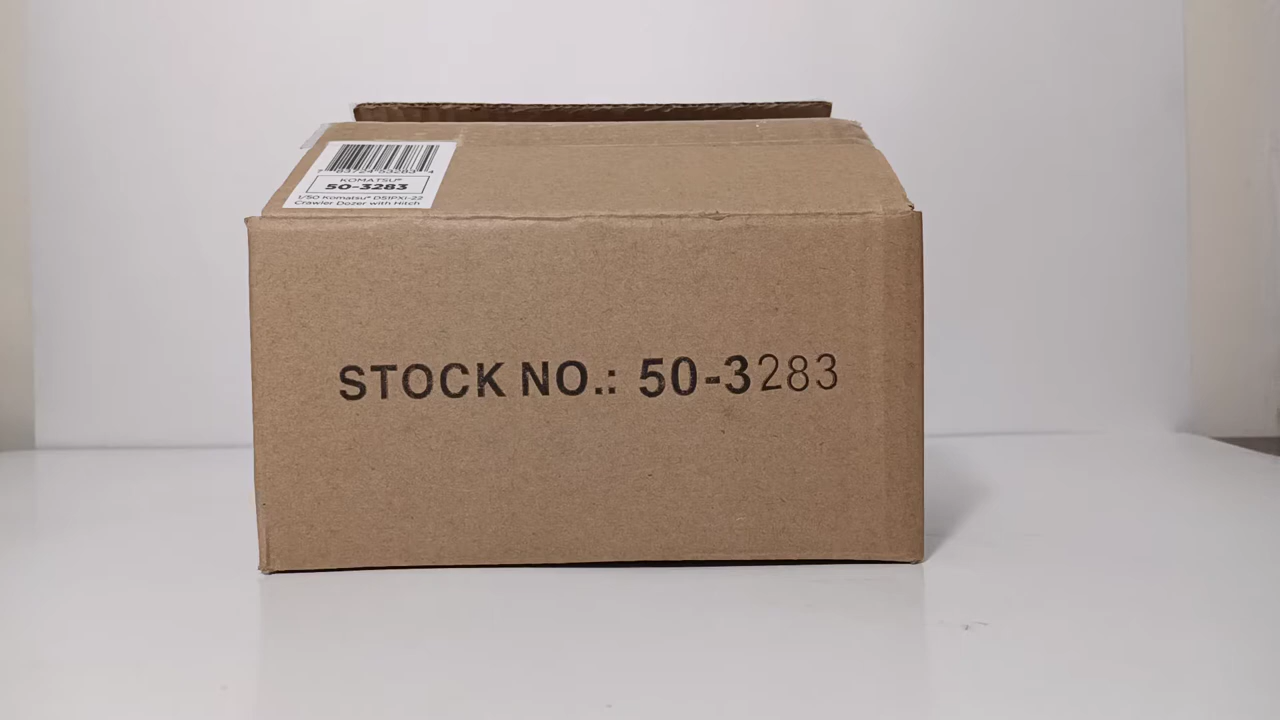 KOMATSU®
50-3283
1/50 Komatsu® D51PXi-22
Crawler Dozer with Hitch
STOCK NO.: 50-3283